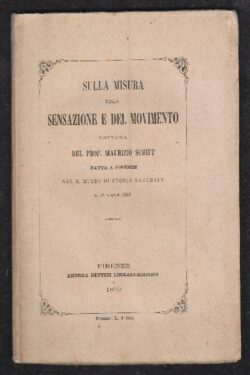 SULLA MISURA
DELLA
SENSAZIONE E DEL MOVIMENTO
LETTURA
DEL PROF. MAURIZIO SCHIFF
FATTA A FIRENZE
NEL R. MUSEO DI STORIA NATURALE
FIRENZE
ANDREA BETTINI LIBRAIO-EDITORE
Prezzo: L.